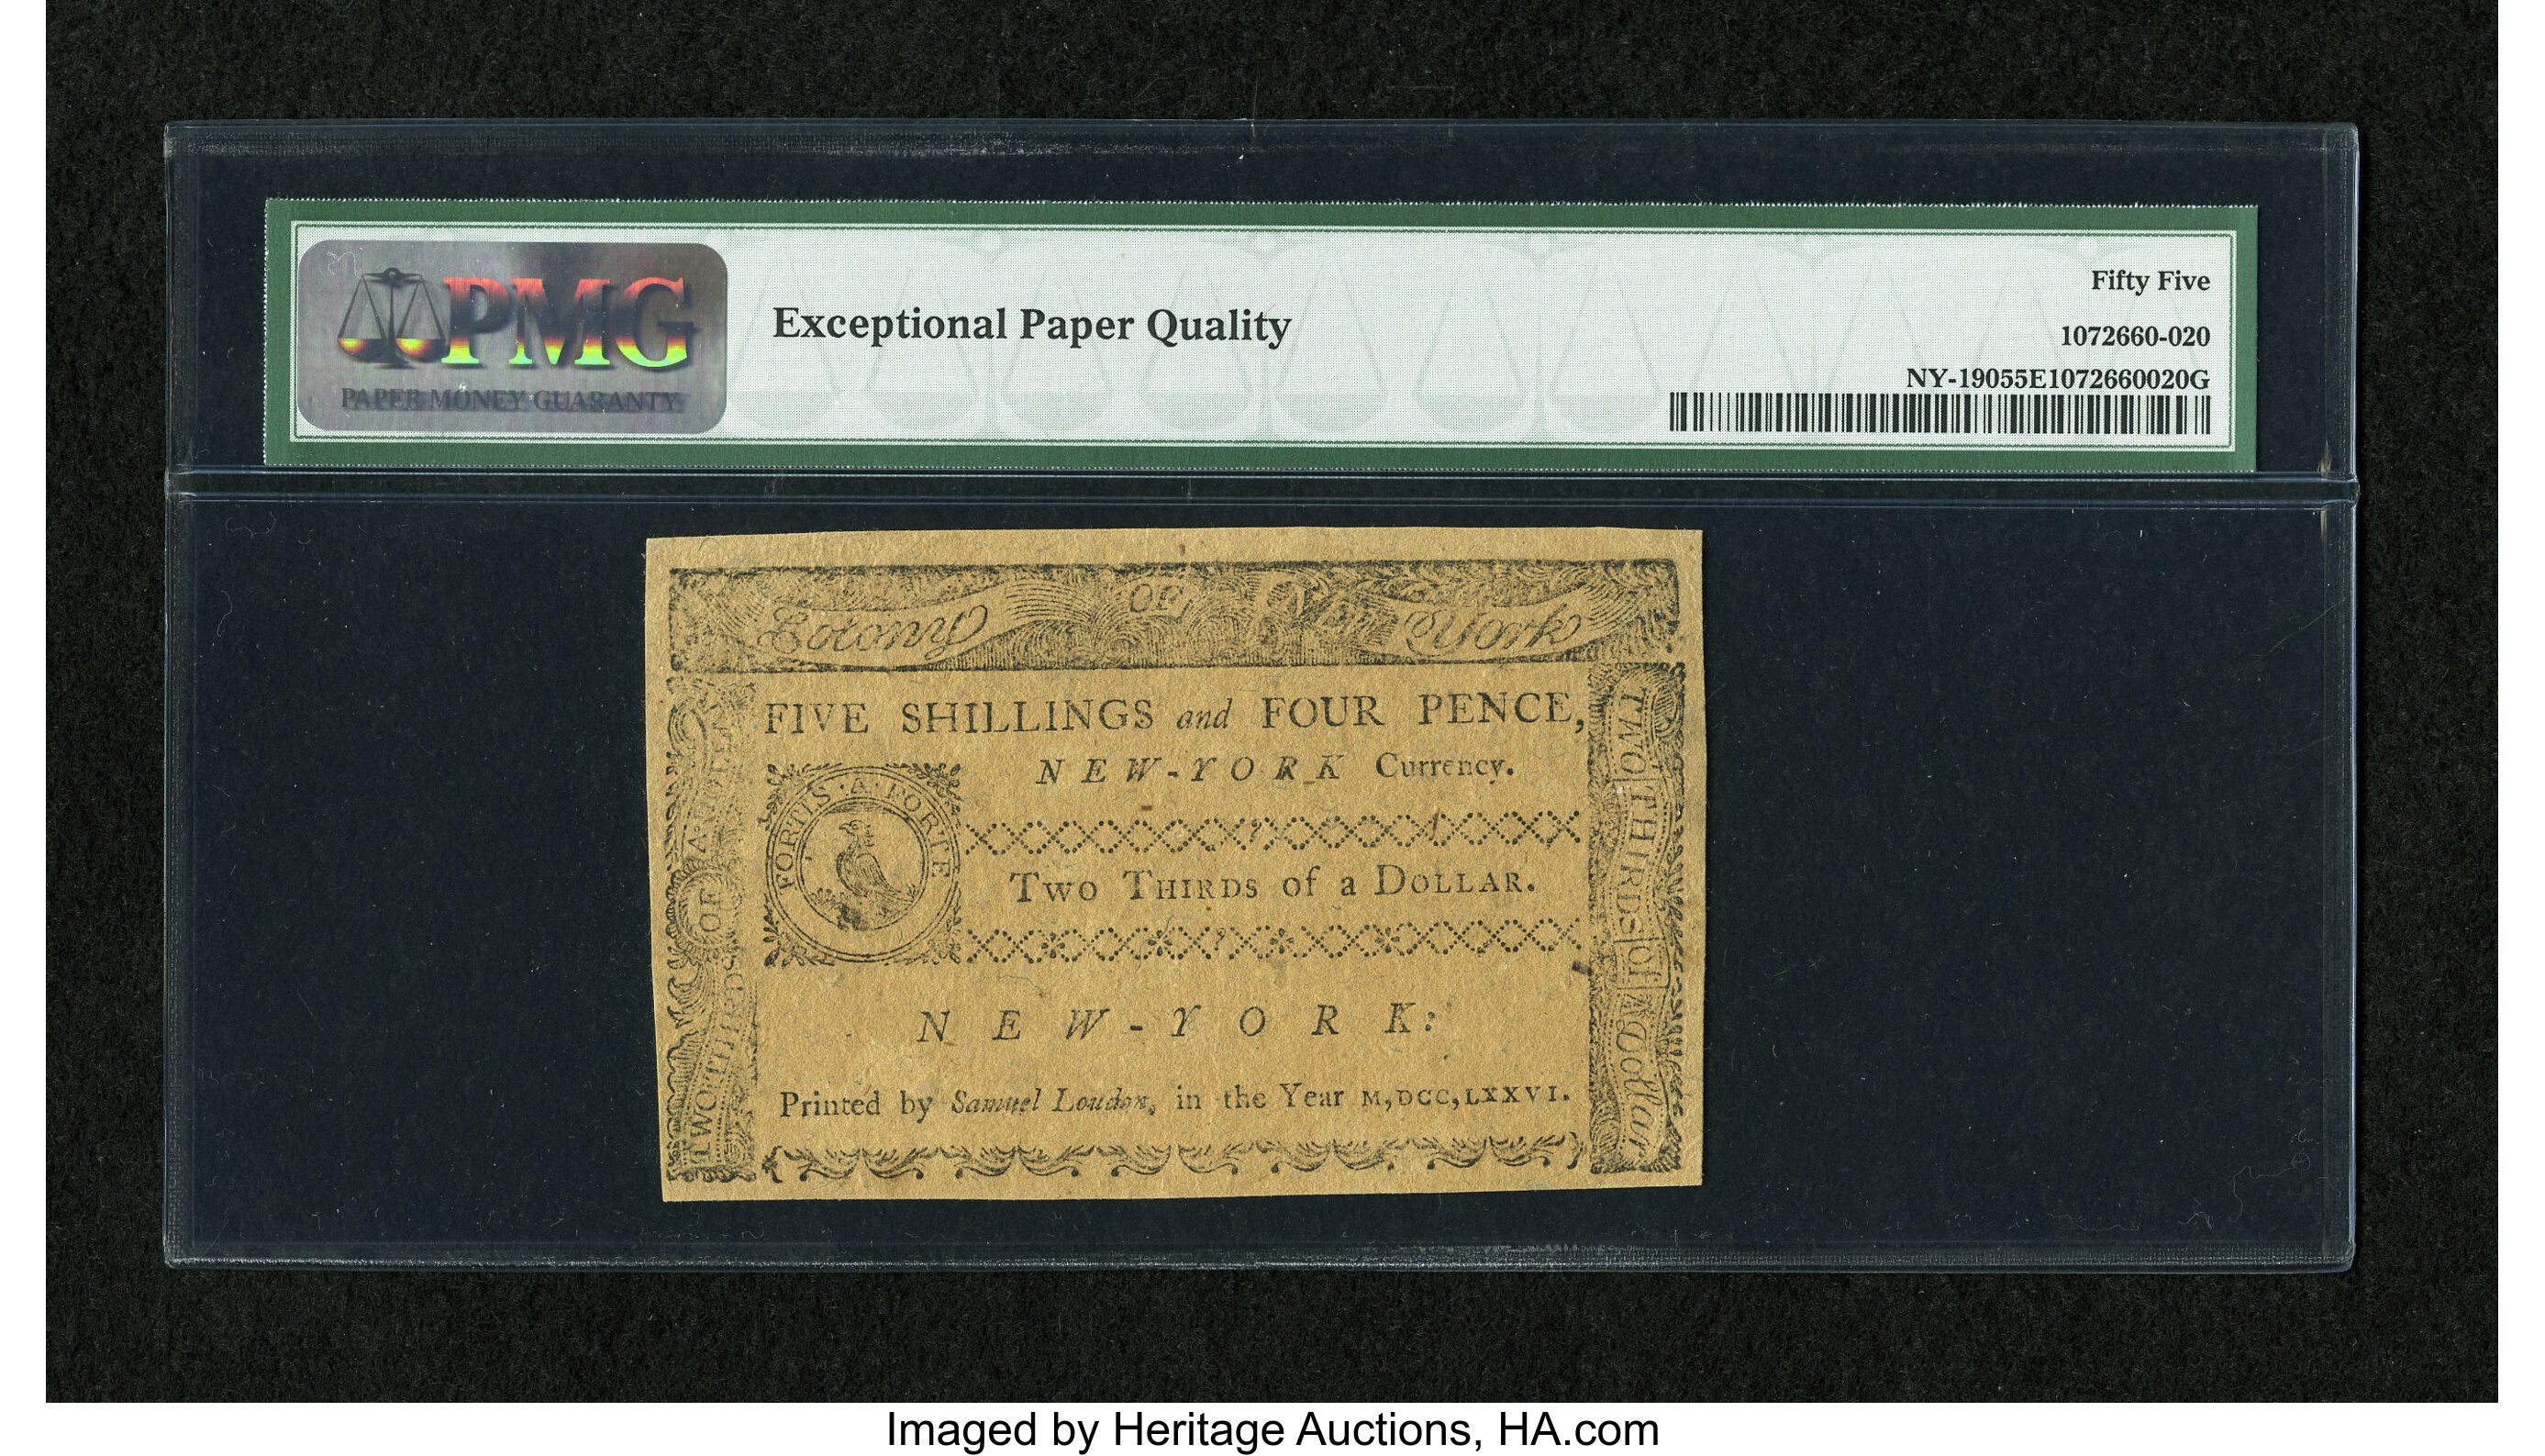 PMG
PAPER MONEY GUARANTY
Exceptional Paper Quality
Fifty Five
1072660-020
NY-19055E1072660020G
Colony of New York
FIVE SHILLINGS and FOUR PENCE,
NEW-YORK Currency.
FORTIS · A · FORTE
Two Thirds of a Dollar.
NEW-YORK:
Printed by Samuel Loudon, in the Year M,DCC,LXXVI.
TWO THIRDS OF A DOLLAR
TWO THIRDS of a Dollar
Imaged by Heritage Auctions, HA.com